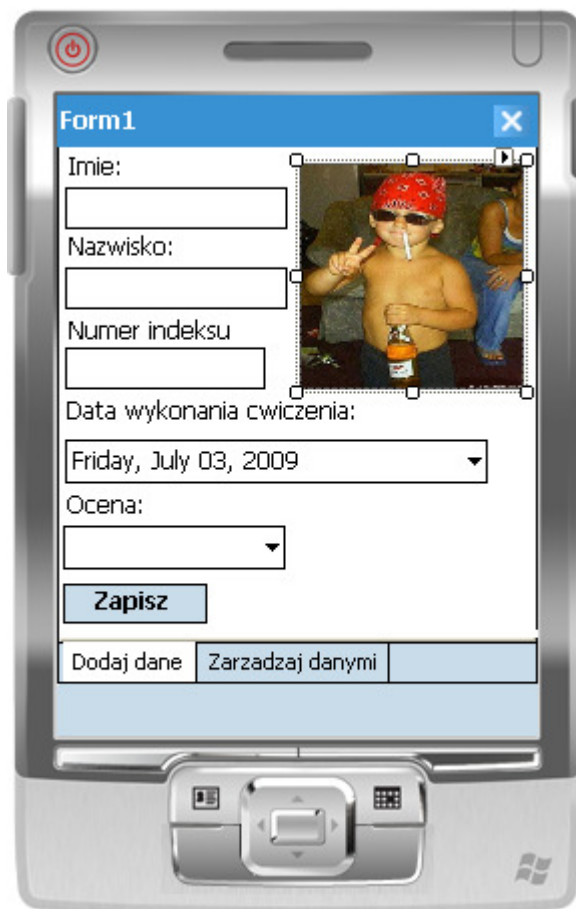 Form1
Imie:
Nazwisko:
Numer indeksu
Data wykonania cwiczenia:
Friday, July 03, 2009
Ocena:
Zapisz
Dodaj dane
Zarzadzaj danymi